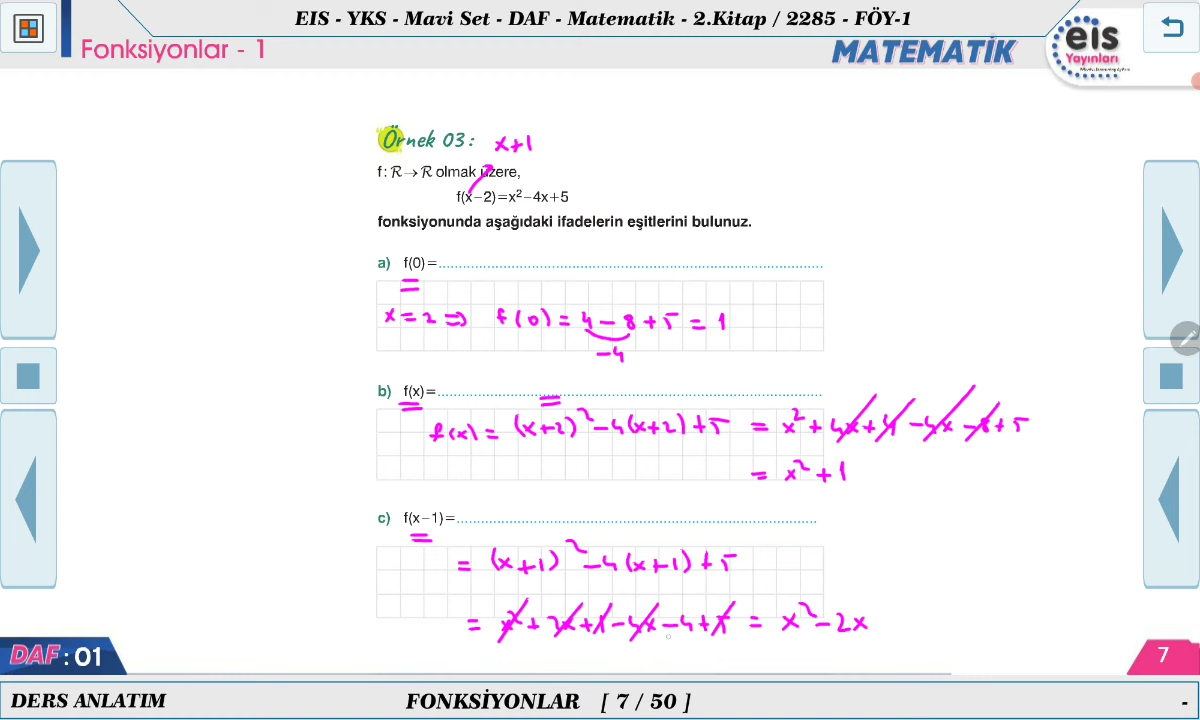 EIS - YKS - Mavi Set - DAF - Matematik - 2.Kitap / 2285 - FÖY-1
Fonksiyonlar - 1
MATEMATİK
eis
Yayınları
Örnek 03:
x+1
f: R→R olmak üzere,
f(x−2)=x²−4x+5
fonksiyonunda aşağıdaki ifadelerin eşitlerini bulunuz.
a) f(0)=
x=2 ⇒ f(0)=4−8+5=1
−4
b) f(x)=
f(x)=(x+2)²−4(x+2)+5 = x²+4x+4−4x−8+5
= x²+1
c) f(x−1)=
= (x+1)²−4(x+1)+5
= x²+2x+1−4x−4+5 = x²−2x
DAF : 01
7
DERS ANLATIM
FONKSİYONLAR [ 7 / 50 ]
-